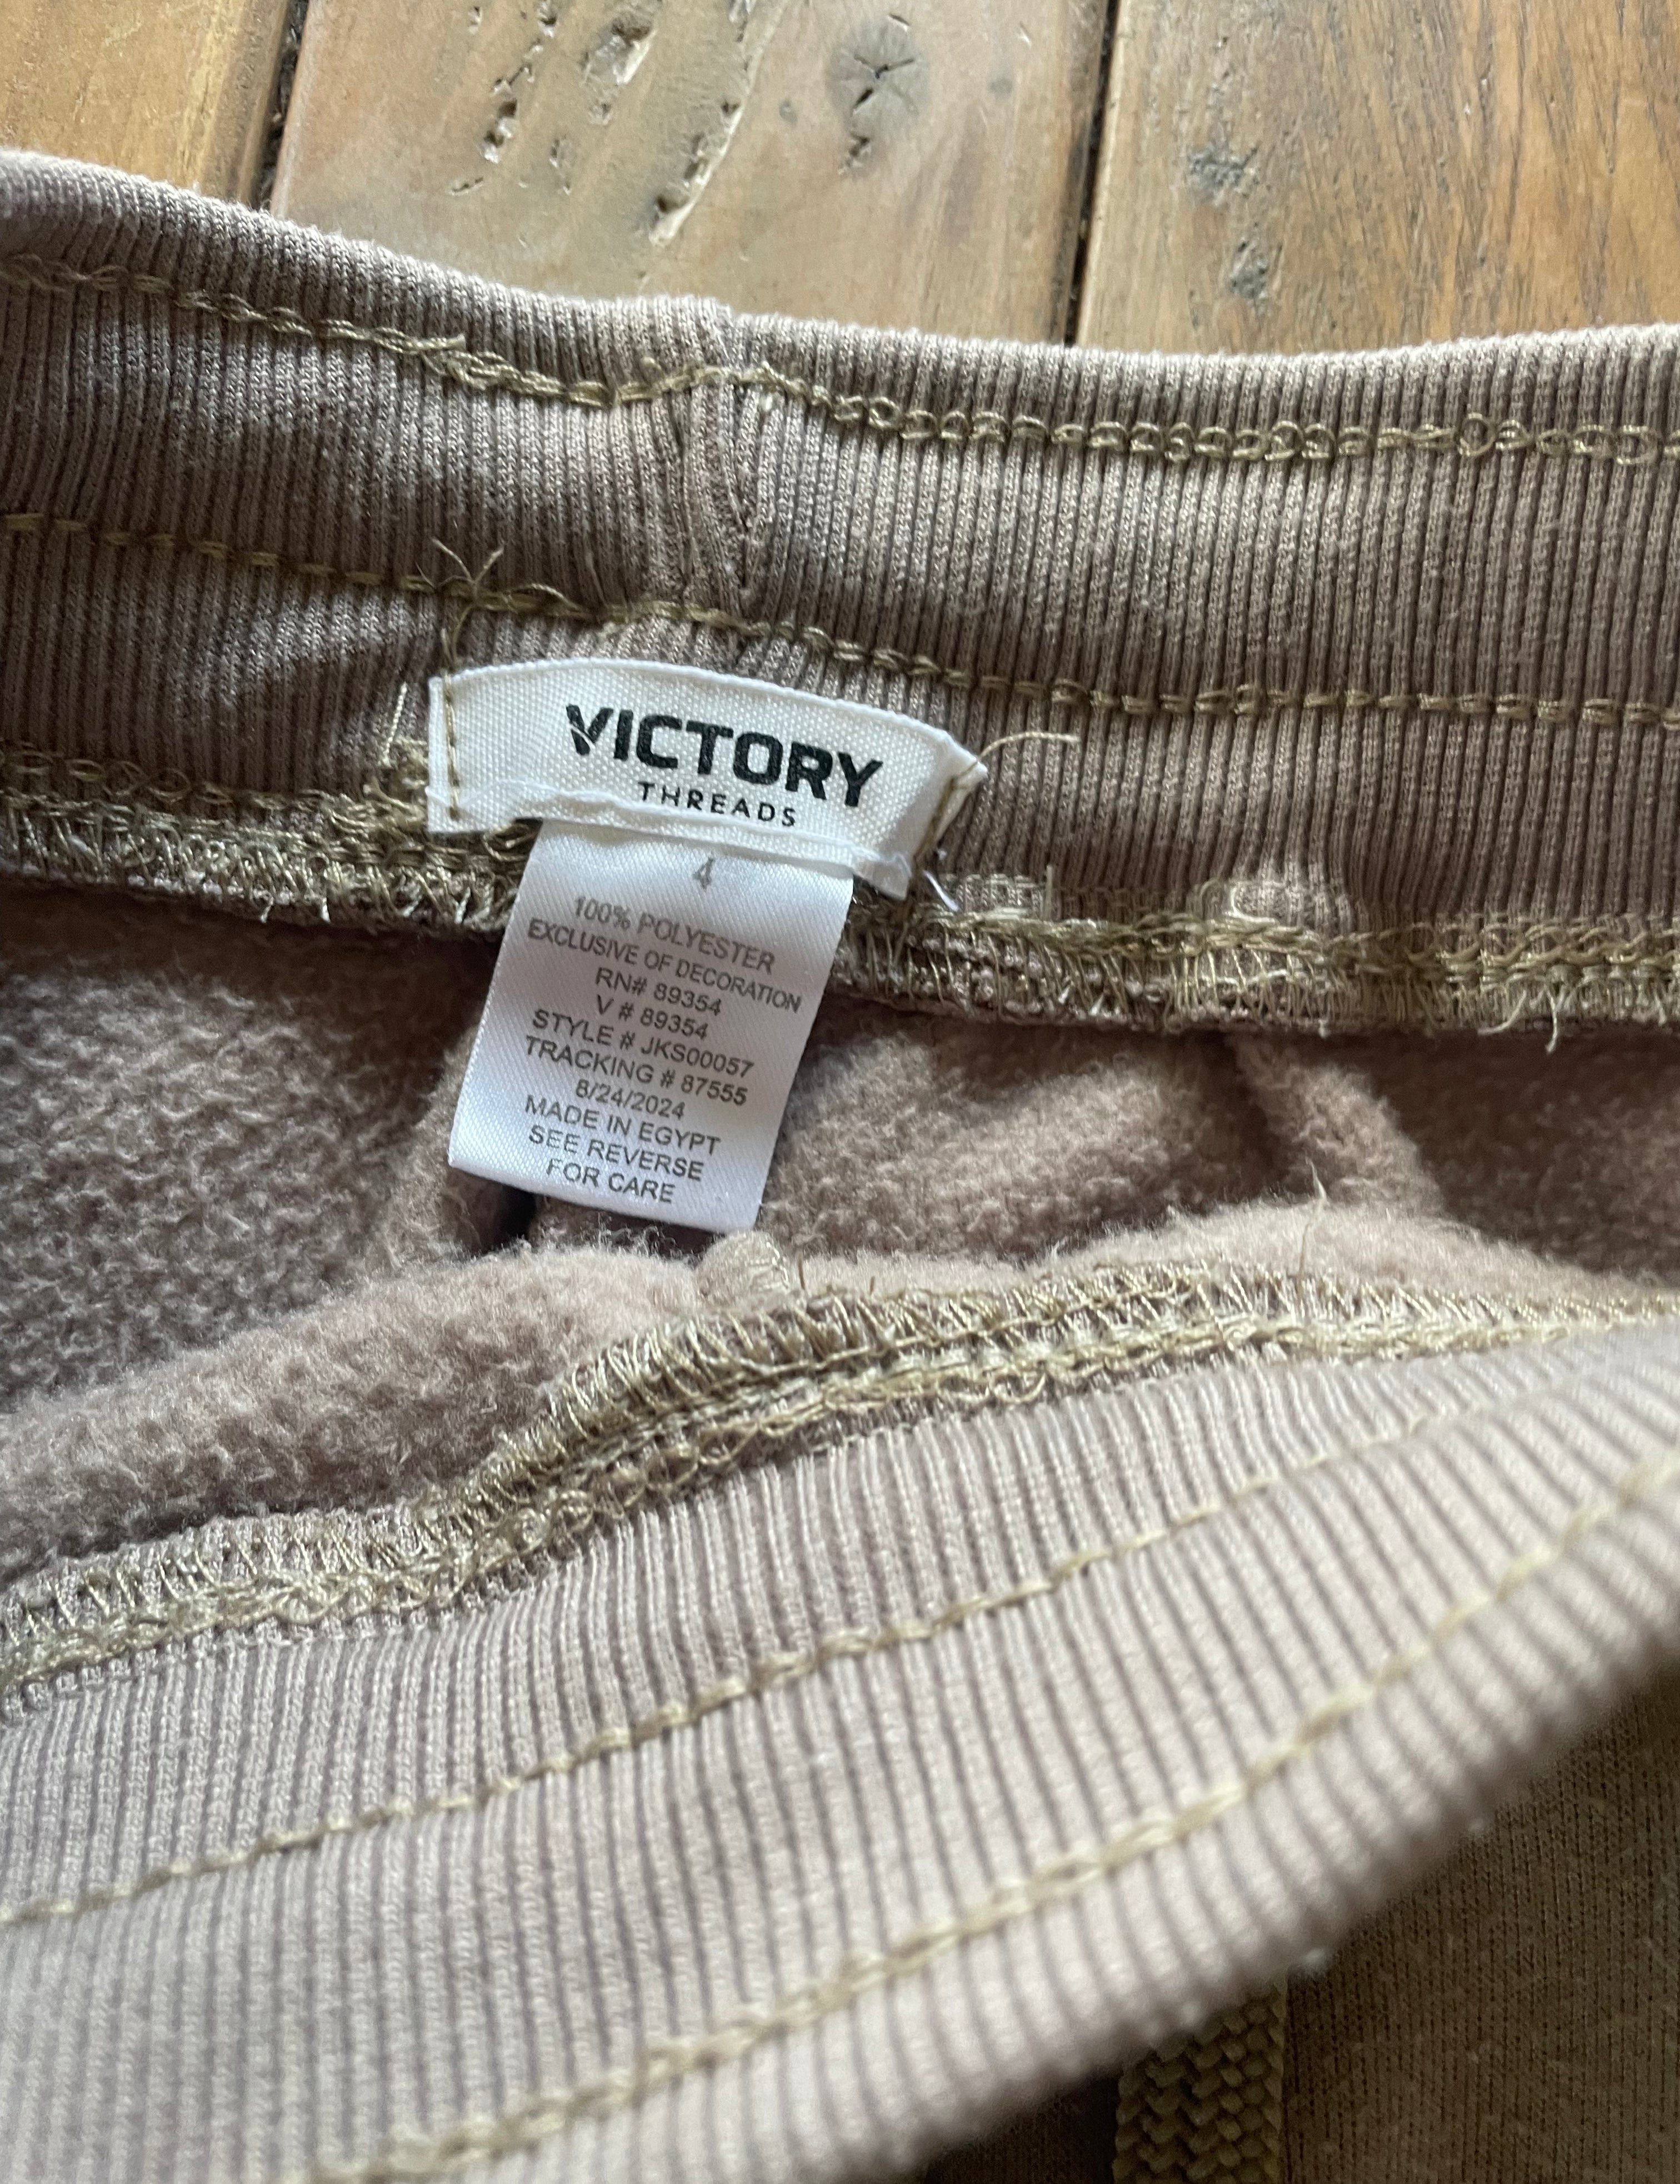 VICTORY
THREADS
4
100% POLYESTER
EXCLUSIVE OF DECORATION
RN# 89354
V # 89354
STYLE # JKS00057
TRACKING # 87555
8/24/2024
MADE IN EGYPT
SEE REVERSE
FOR CARE